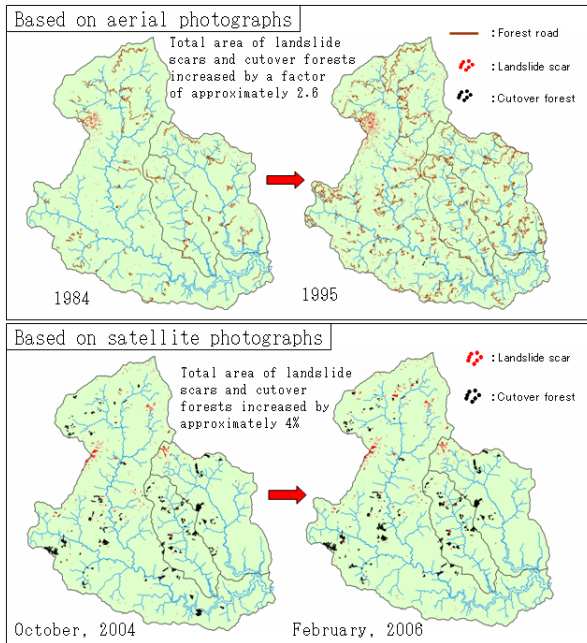 Based on aerial photographs
Total area of landslide
scars and cutover forests
increased by a factor
of approximately 2.6
: Forest road
: Landslide scar
: Cutover forest
1984
1995
Based on satellite photographs
Total area of landslide
scars and cutover
forests increased by
approximately 4%
: Landslide scar
: Cutover forest
October, 2004
February, 2006